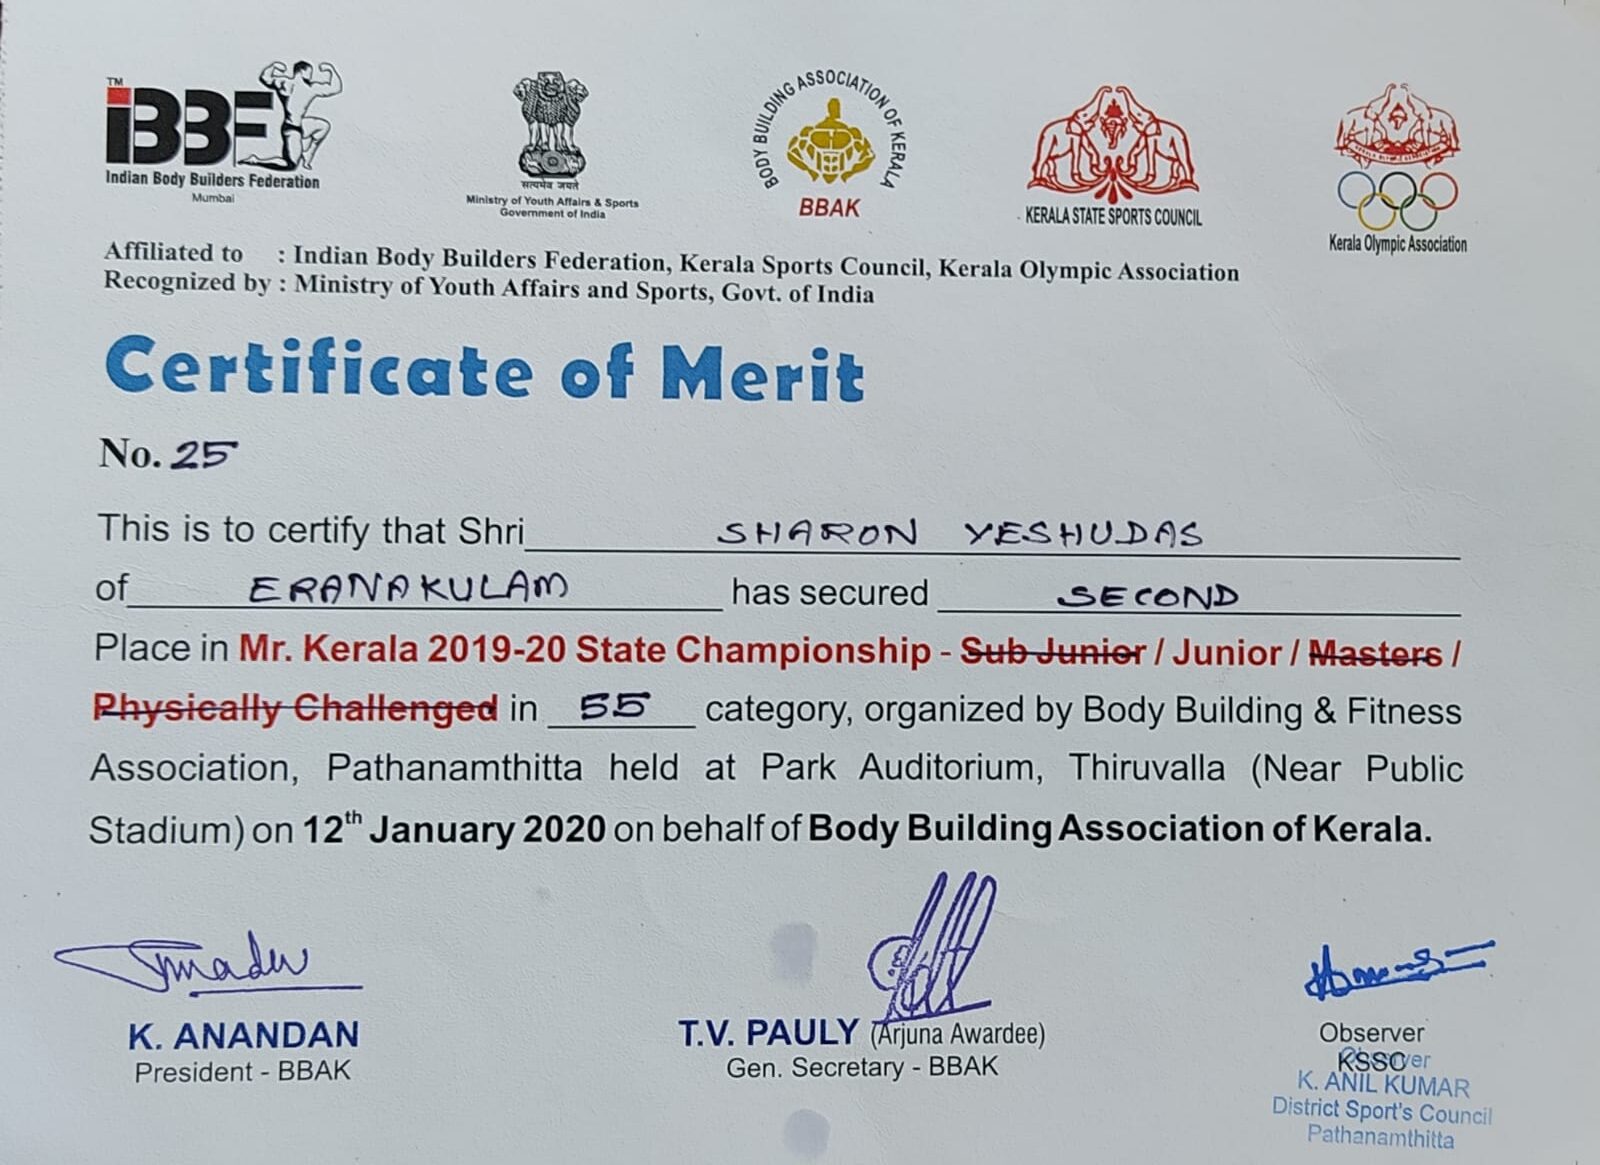 TM
iBBF
Indian Body Builders Federation
Mumbai
सत्यमेव जयते
Ministry of Youth Affairs & Sports
Government of India
BODY BUILDING ASSOCIATION OF KERALA
BBAK
KERALA STATE SPORTS COUNCIL
Kerala Olympic Association
Affiliated to : Indian Body Builders Federation, Kerala Sports Council, Kerala Olympic Association
Recognized by : Ministry of Youth Affairs and Sports, Govt. of India
Certificate of Merit
No. 25
This is to certify that Shri SHARON YESHUDAS
of ERANAKULAM has secured SECOND
Place in Mr. Kerala 2019-20 State Championship - Sub Junior / Junior / Masters /
Physically Challenged in 55 category, organized by Body Building & Fitness
Association, Pathanamthitta held at Park Auditorium, Thiruvalla (Near Public
Stadium) on 12th January 2020 on behalf of Body Building Association of Kerala.
K. ANANDAN
President - BBAK
T.V. PAULY (Arjuna Awardee)
Gen. Secretary - BBAK
Observer
KSSC
Observer
K. ANIL KUMAR
District Sport's Council
Pathanamthitta